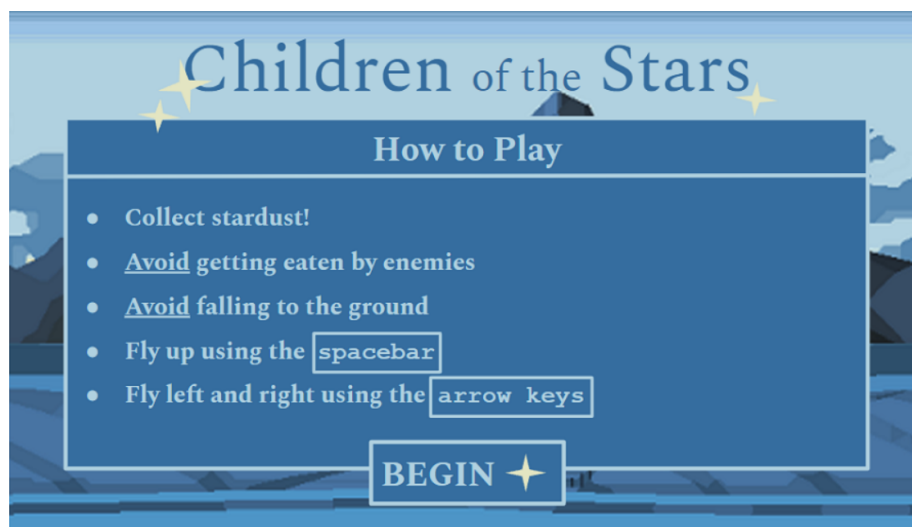 Children of the Stars
How to Play
● Collect stardust!
● Avoid getting eaten by enemies
● Avoid falling to the ground
● Fly up using the spacebar
● Fly left and right using the arrow keys
BEGIN